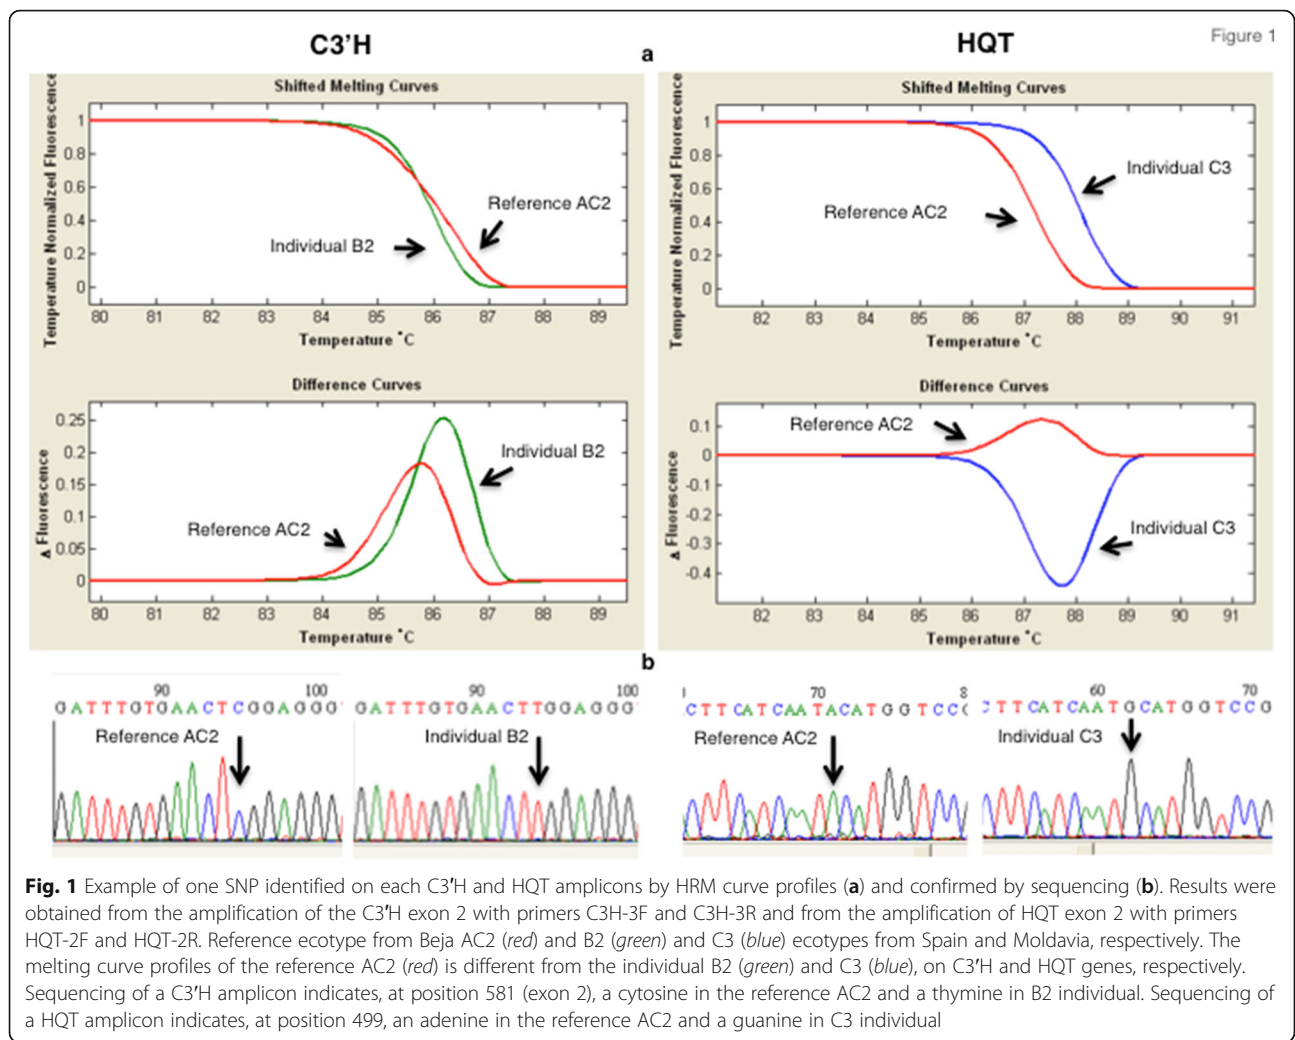 Figure 1
C3'H
HQT
a
Shifted Melting Curves
Temperature Normalized Fluorescence
1
0.8
0.6
0.4
0.2
0
Reference AC2
Individual B2
80 81 82 83 84 85 86 87 88 89
Temperature °C
Shifted Melting Curves
Temperature Normalized Fluorescence
1
0.8
0.6
0.4
0.2
0
Individual C3
Reference AC2
82 83 84 85 86 87 88 89 90 91
Temperature °C
Difference Curves
Δ Fluorescence
0.25
0.2
0.15
0.1
0.05
0
Individual B2
Reference AC2
80 81 82 83 84 85 86 87 88 89
Temperature °C
Difference Curves
Δ Fluorescence
0.1
0
-0.1
-0.2
-0.3
-0.4
Reference AC2
Individual C3
82 83 84 85 86 87 88 89 90 91
Temperature °C
b
90 100
GATTTGTGAACTCGGAGGG
Reference AC2
90 100
GATTTGTGAACTTGGAGGG
Individual B2
70 8
CTTCATCAATACATGGTCC
Reference AC2
60 70
CTTCATCAATGCATGGTCCG
Individual C3
Fig. 1 Example of one SNP identified on each C3'H and HQT amplicons by HRM curve profiles (a) and confirmed by sequencing (b). Results were
obtained from the amplification of the C3'H exon 2 with primers C3H-3F and C3H-3R and from the amplification of HQT exon 2 with primers
HQT-2F and HQT-2R. Reference ecotype from Beja AC2 (red) and B2 (green) and C3 (blue) ecotypes from Spain and Moldavia, respectively. The
melting curve profiles of the reference AC2 (red) is different from the individual B2 (green) and C3 (blue), on C3'H and HQT genes, respectively.
Sequencing of a C3'H amplicon indicates, at position 581 (exon 2), a cytosine in the reference AC2 and a thymine in B2 individual. Sequencing of
a HQT amplicon indicates, at position 499, an adenine in the reference AC2 and a guanine in C3 individual